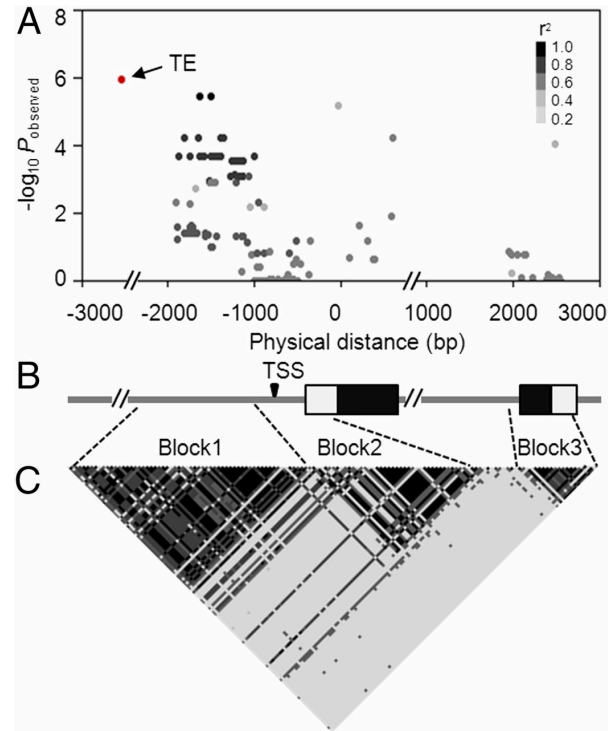 A
8
6
4
2
0
-log10 Pobserved
TE
r²
1.0
0.8
0.6
0.4
0.2
-3000 -2000 -1000 0 1000 2000 3000
Physical distance (bp)
B
TSS
Block1 Block2 Block3
C